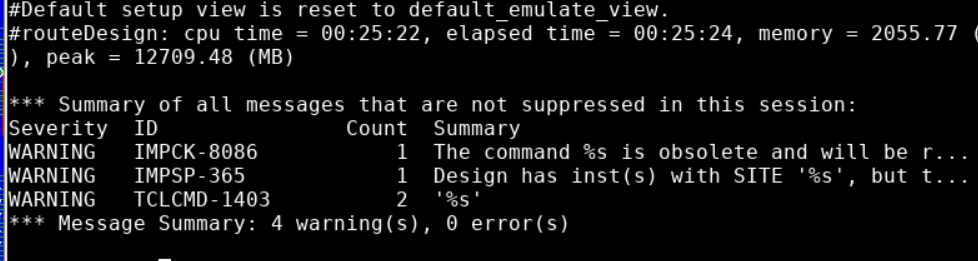 #Default setup view is reset to default_emulate_view.
#routeDesign: cpu time = 00:25:22, elapsed time = 00:25:24, memory = 2055.77 (
), peak = 12709.48 (MB)
*** Summary of all messages that are not suppressed in this session:
Severity  ID               Count  Summary
WARNING   IMPCK-8086           1  The command %s is obsolete and will be r...
WARNING   IMPSP-365            1  Design has inst(s) with SITE '%s', but t...
WARNING   TCLCMD-1403          2  '%s'
*** Message Summary: 4 warning(s), 0 error(s)